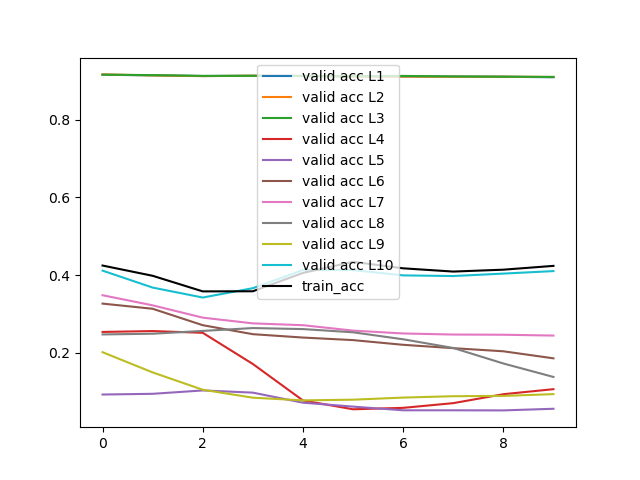 0.8
0.6
0.4
0.2
0 2 4 6 8
valid acc L1
valid acc L2
valid acc L3
valid acc L4
valid acc L5
valid acc L6
valid acc L7
valid acc L8
valid acc L9
valid acc L10
train_acc